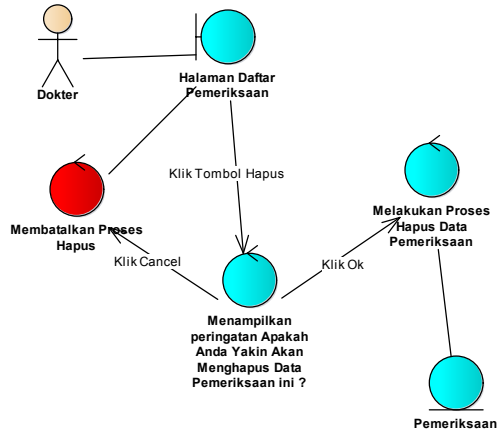 Dokter
Halaman Daftar
Pemeriksaan
Klik Tombol Hapus
Membatalkan Proses
Hapus
Melakukan Proses
Hapus Data
Pemeriksaan
Klik Cancel
Klik Ok
Menampilkan
peringatan Apakah
Anda Yakin Akan
Menghapus Data
Pemeriksaan ini ?
Pemeriksaan